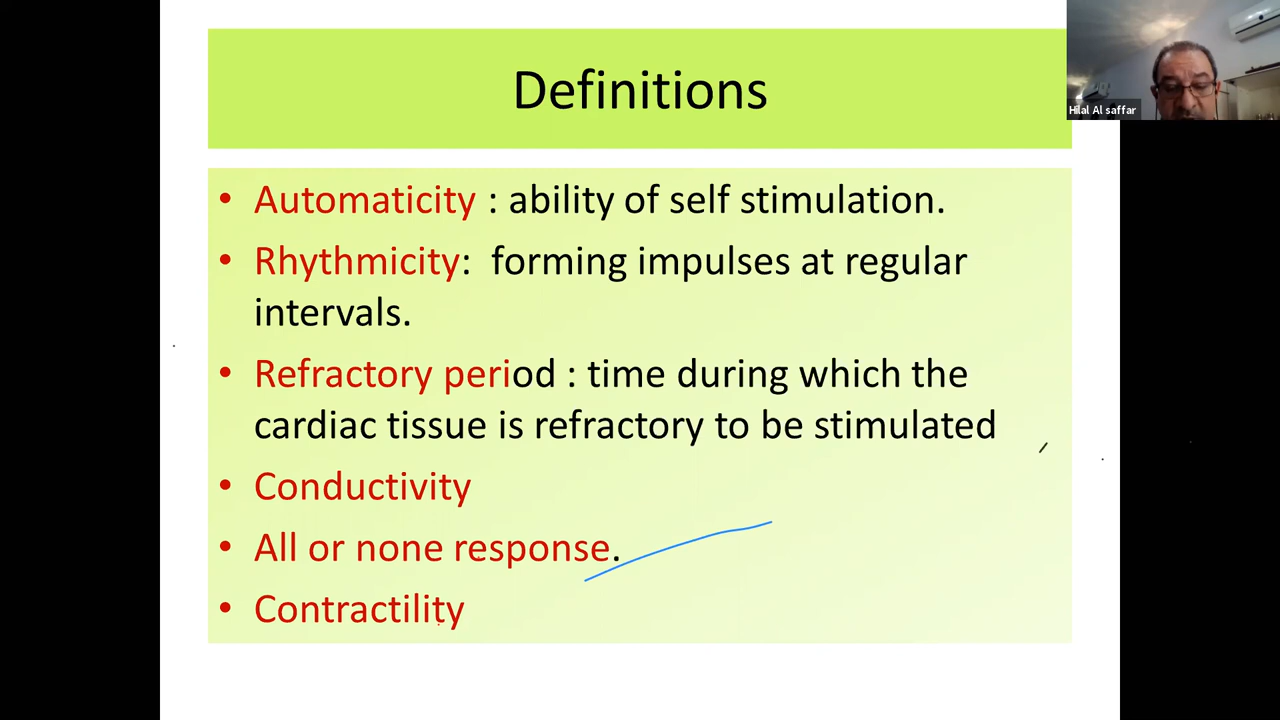 Definitions
Hilal Al saffar
• Automaticity : ability of self stimulation.
• Rhythmicity: forming impulses at regular
intervals.
• Refractory period : time during which the
cardiac tissue is refractory to be stimulated
• Conductivity
• All or none response.
• Contractility